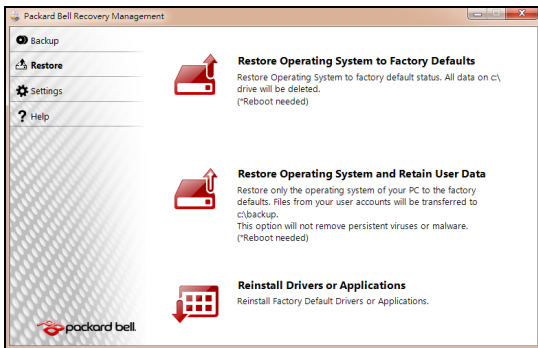 Packard Bell Recovery Management
Backup
Restore
Settings
Help
Restore Operating System to Factory Defaults
Restore Operating System to factory default status. All data on c:\
drive will be deleted.
(*Reboot needed)
Restore Operating System and Retain User Data
Restore only the operating system of your PC to the factory
defaults. Files from your user accounts will be transferred to
c:\backup.
This option will not remove persistent viruses or malware.
(*Reboot needed)
Reinstall Drivers or Applications
Reinstall Factory Default Drivers or Applications.
packard bell.